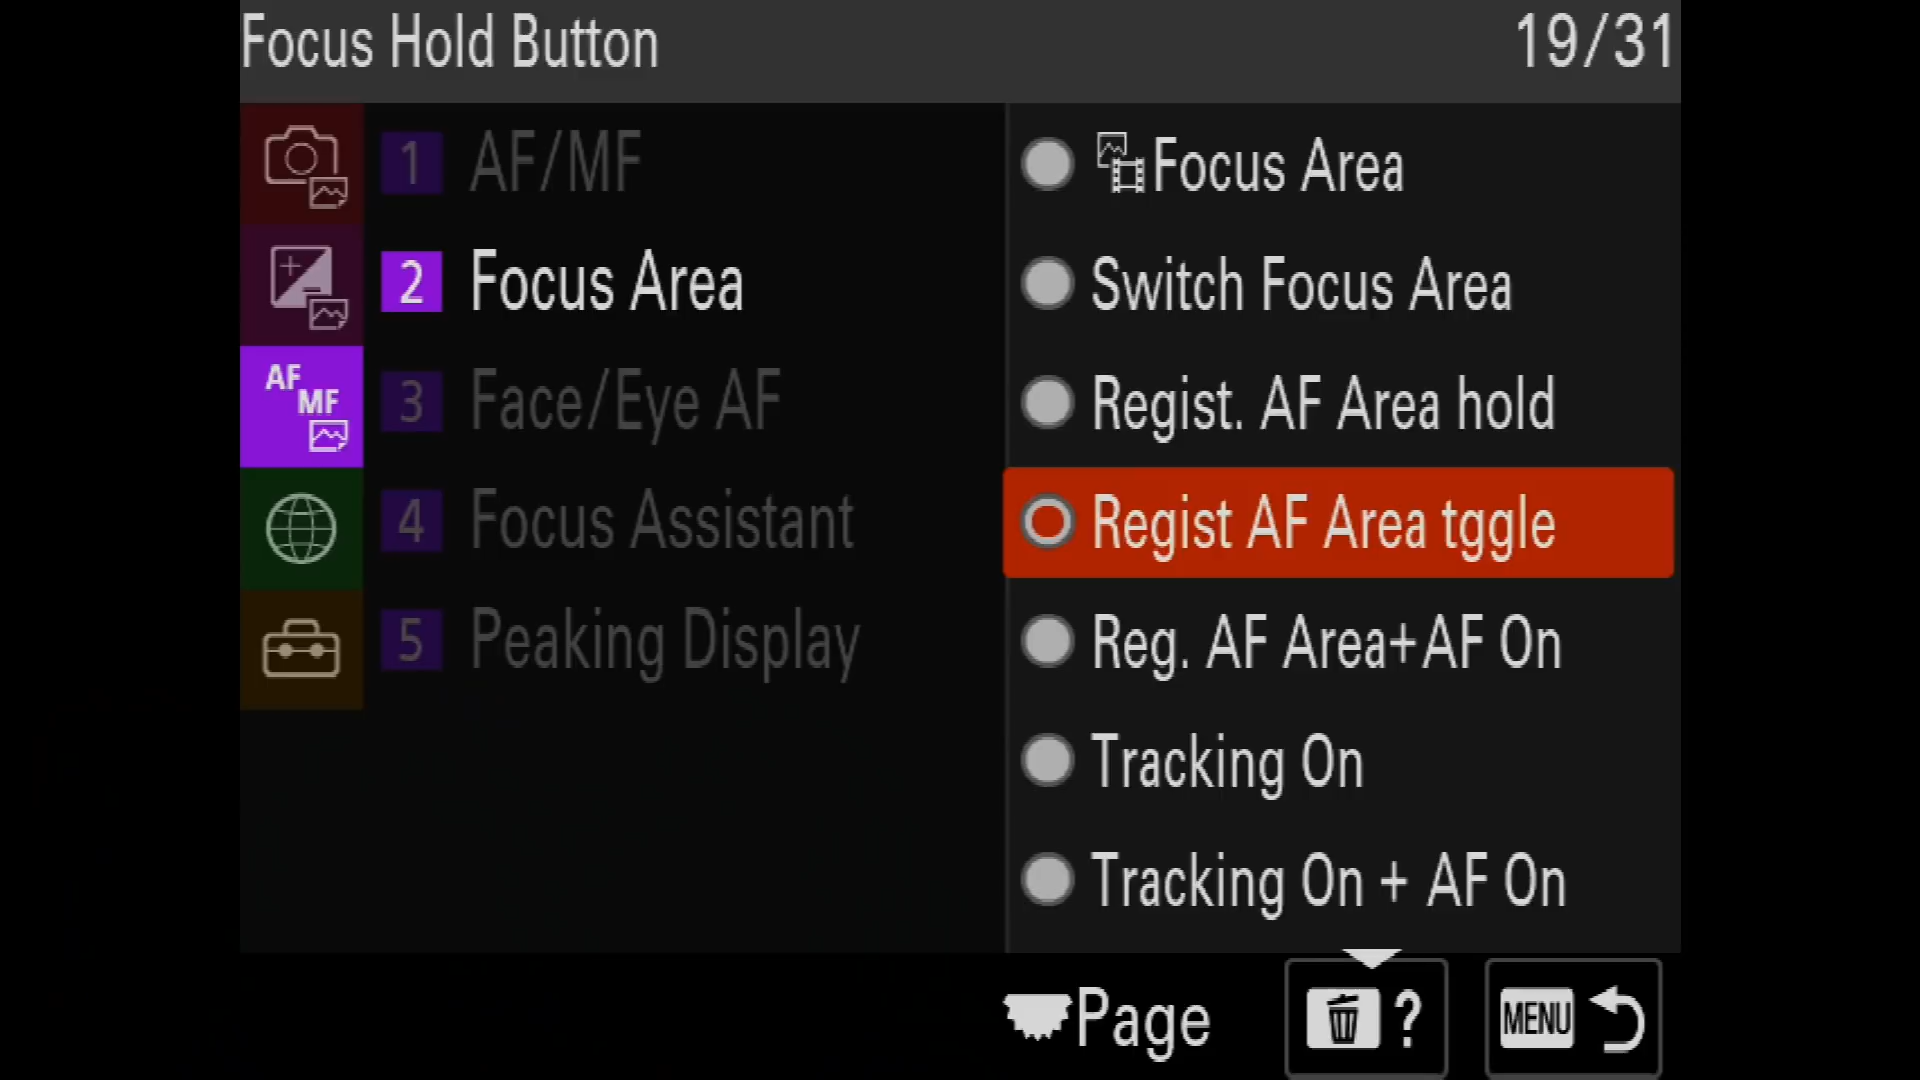 Focus Hold Button 19/31
AF MF
1 AF/MF
2 Focus Area
3 Face/Eye AF
4 Focus Assistant
5 Peaking Display
Focus Area
Switch Focus Area
Regist. AF Area hold
Regist AF Area tggle
Reg. AF Area+AF On
Tracking On
Tracking On + AF On
Page ? MENU